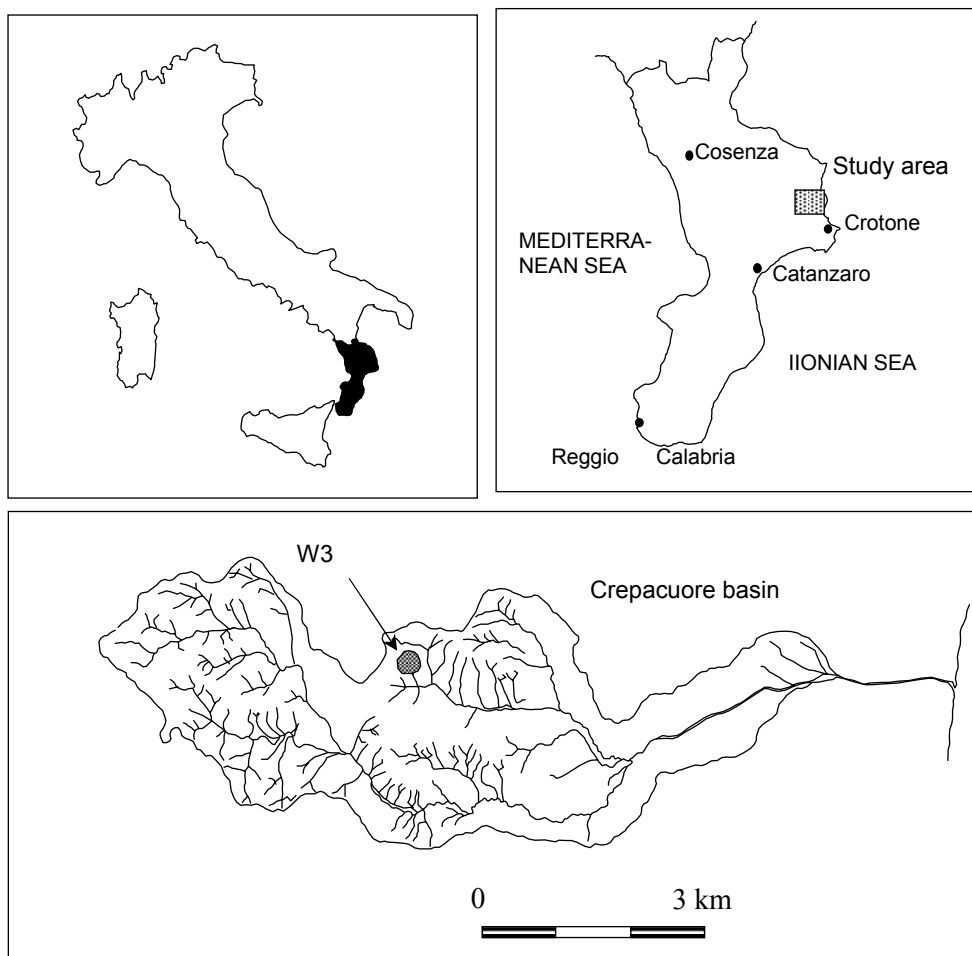 Cosenza
Study area
Crotone
MEDITERRA-
NEAN SEA
Catanzaro
IIONIAN SEA
Reggio Calabria
W3
Crepacuore basin
0 3 km